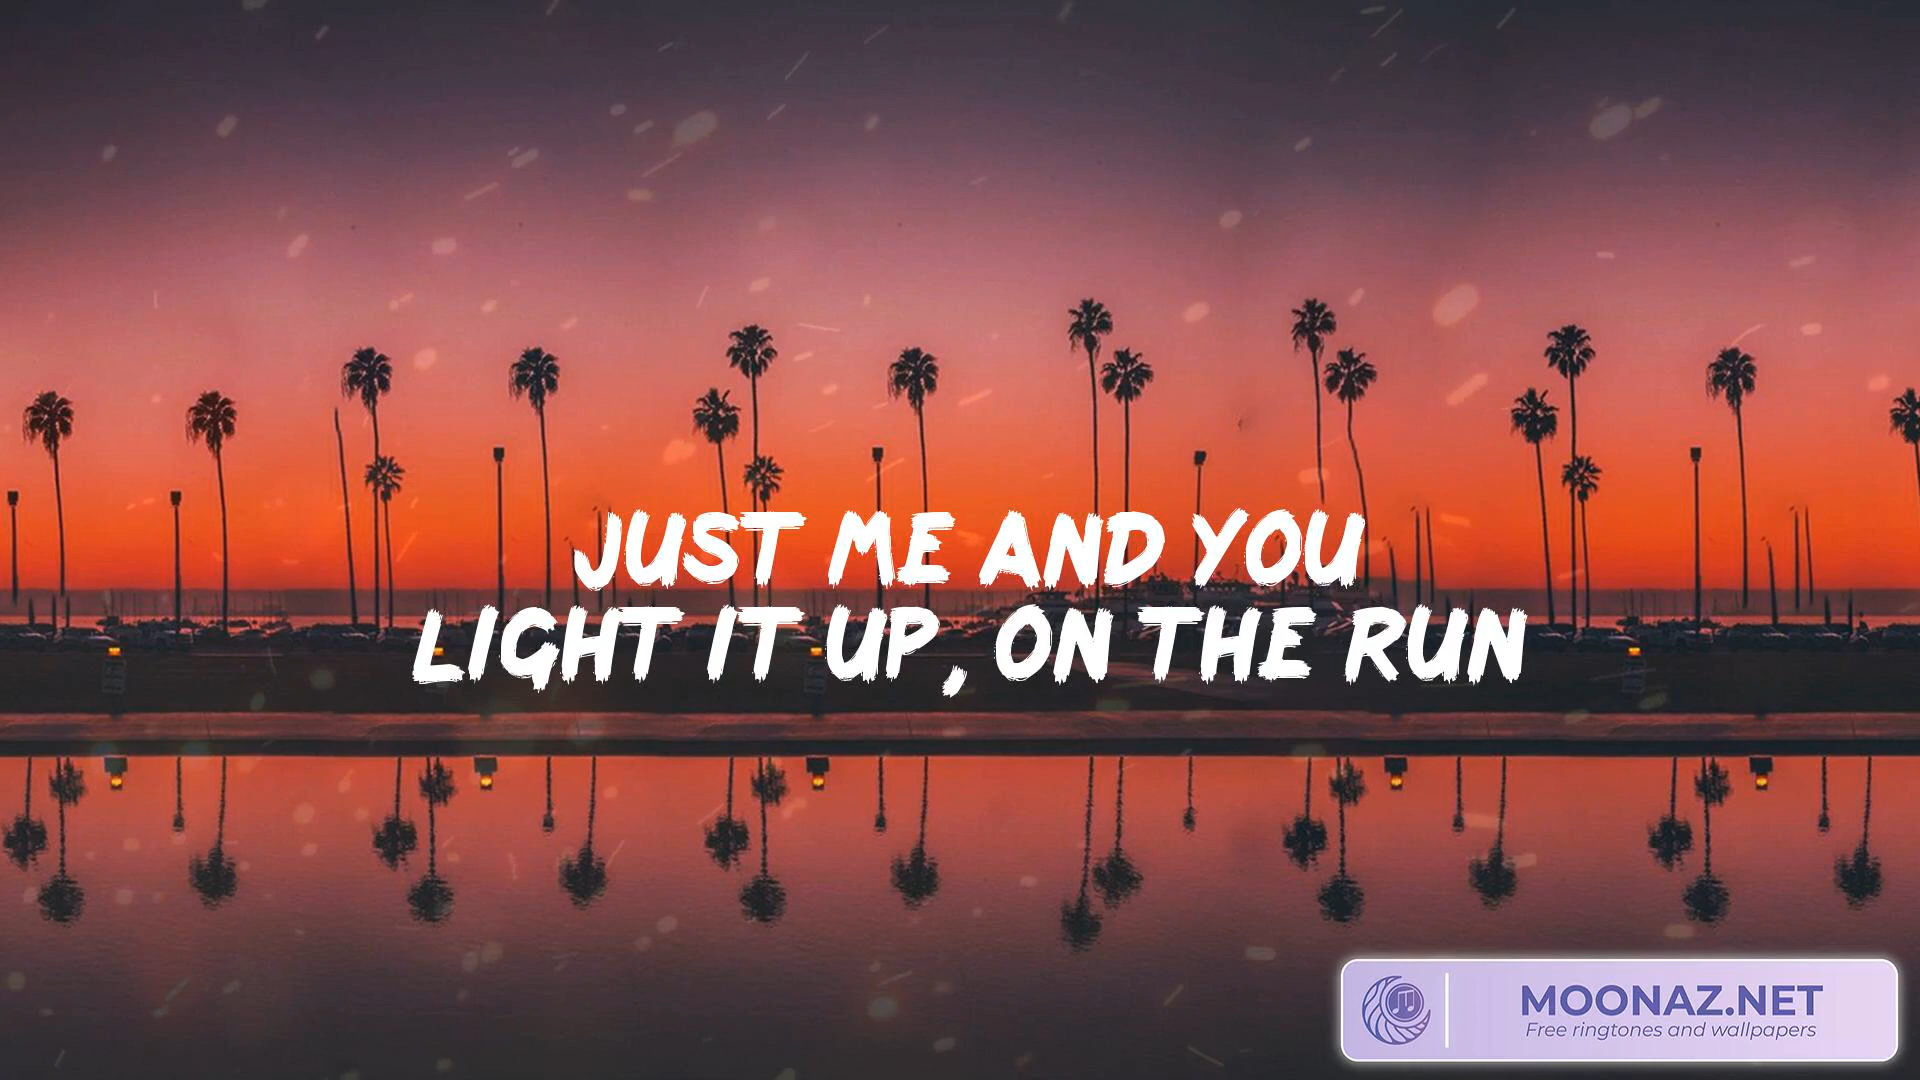 JUST ME AND YOU
LIGHT IT UP, ON THE RUN
MOONAZ.NET
Free ringtones and wallpapers